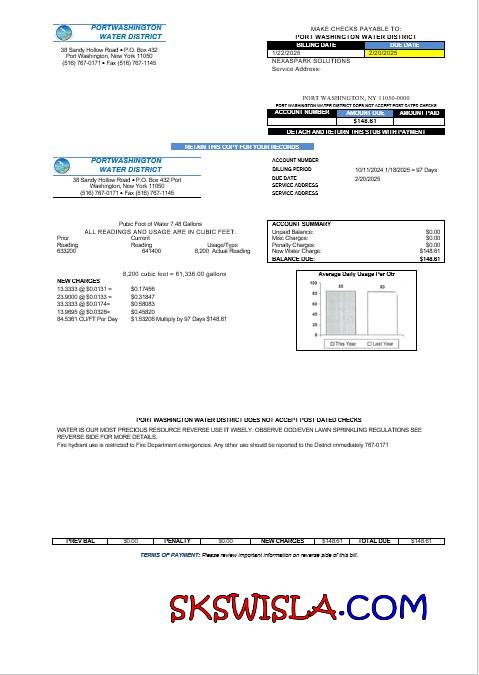 PORTWASHINGTON
WATER DISTRICT
38 Sandy Hollow Road • P.O. Box 432
Port Washington, New York 11050
(516) 767-0171 • Fax (516) 767-1145
MAKE CHECKS PAYABLE TO:
PORT WASHINGTON WATER DISTRICT
BILLING DATE DUE DATE
1/22/2025 2/20/2025
NEXASPARK SOLUTIONS
Service Address:
PORT WASHINGTON, NY 11050-0000
PORT WASHINGTON WATER DISTRICT DOES NOT ACCEPT POST DATED CHECKS
ACCOUNT NUMBER AMOUNT DUE AMOUNT PAID
$148.61
DETACH AND RETURN THIS STUB WITH PAYMENT
RETAIN THIS COPY FOR YOUR RECORDS
PORTWASHINGTON
WATER DISTRICT
38 Sandy Hollow Road • P.O. Box 432 Port
Washington, New York 11050
(516) 767-0171 • Fax (516) 767-1145
ACCOUNT NUMBER
BILLING PERIOD 10/11/2024 1/18/2025 = 97 Days
DUE DATE 2/20/2025
SERVICE ADDRESS
SERVICE ADDRESS
Cubic Foot of Water 7.48 Gallons
ALL READINGS AND USAGE ARE IN CUBIC FEET.
Prior Current
Reading Reading Usage/Type
633200 641400 8,200 Actual Reading
8,200 cubic foot = 61,336.00 gallons
NEW CHARGES
13.3333 @ $0.0131 = $0.17456
23.9000 @ $0.0133 = $0.31847
33.3333 @ $0.0174= $0.58083
13.9695 @ $0.0328= $0.45820
84.5361 CU/FT Per Day $1.53206 Multiply by 97 Days $148.61
ACCOUNT SUMMARY
Unpaid Balance: $0.00
Misc Charges: $0.00
Penalty Charges: $0.00
New Water Charge: $148.61
BALANCE DUE: $148.61
Average Daily Usage Per Qtr
100
80
60
40
20
0
85 83
This Year Last Year
PORT WASHINGTON WATER DISTRICT DOES NOT ACCEPT POST DATED CHECKS
WATER IS OUR MOST PRECIOUS RESOURCE REVERSE USE IT WISELY. OBSERVE ODD/EVEN LAWN SPRINKLING REGULATIONS SEE
REVERSE SIDE FOR MORE DETAILS.
Fire hydrant use is restricted to Fire Department emergencies. Any other use should be reported to the District immediately 767-0171
PREV BAL $0.00 PENALTY $0.00 NEW CHARGES $148.61 TOTAL DUE $148.61
TERMS OF PAYMENT: Please review important information on reverse side of this bill.
SKSWISLA.COM